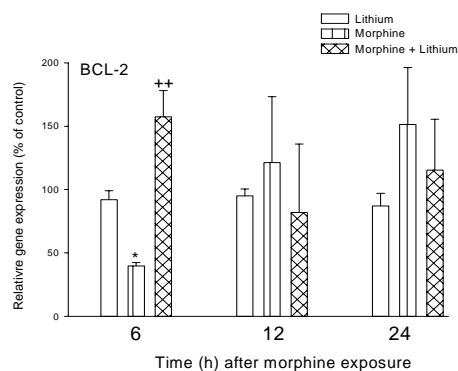 Lithium
Morphine
Morphine + Lithium
BCL-2
200
150
100
50
0
++
*
Relativre gene expression (% of control)
6 12 24
Time (h) after morphine exposure